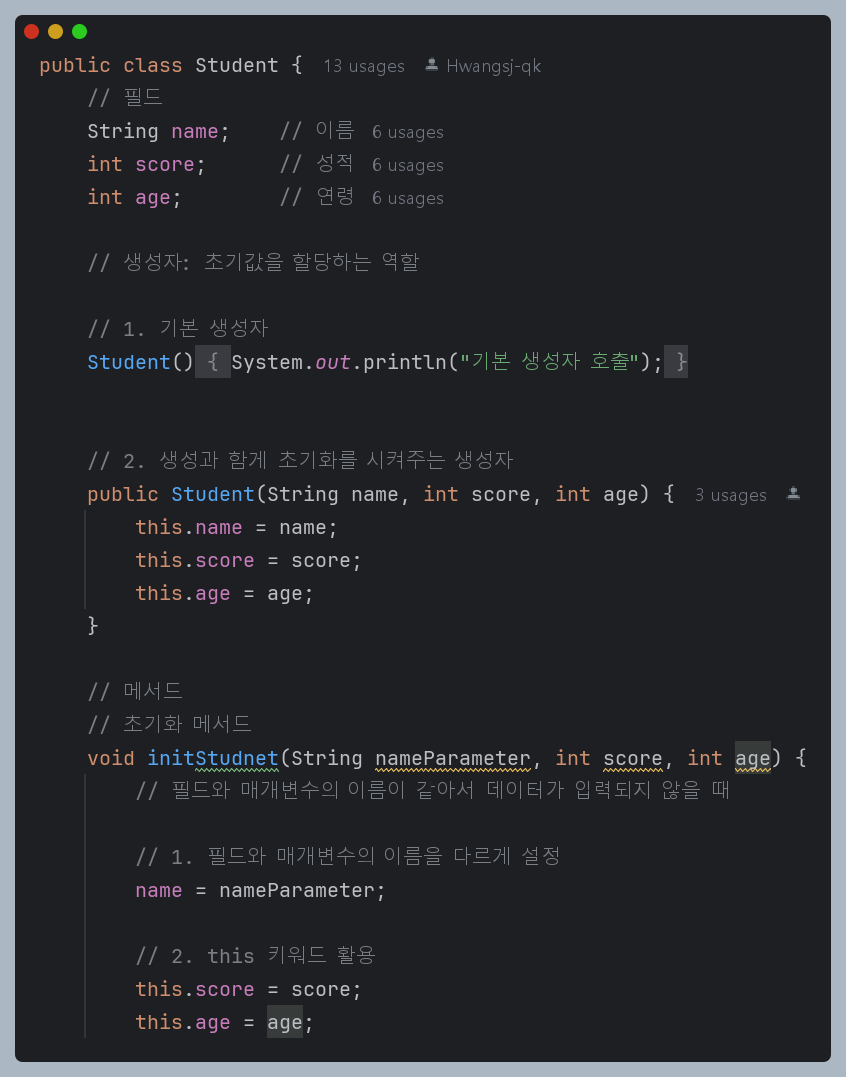 public class Student { 13 usages Hwangsj-qk
// 필드
String name; // 이름 6 usages
int score; // 성적 6 usages
int age; // 연령 6 usages
// 생성자: 초기값을 할당하는 역할
// 1. 기본 생성자
Student() { System.out.println("기본 생성자 호출"); }
// 2. 생성과 함게 초기화를 시켜주는 생성자
public Student(String name, int score, int age) { 3 usages
this.name = name;
this.score = score;
this.age = age;
}
// 메서드
// 초기화 메서드
void initStudnet(String nameParameter, int score, int age) {
// 필드와 매개변수의 이름이 같아서 데이터가 입력되지 않을 때
// 1. 필드와 매개변수의 이름을 다르게 설정
name = nameParameter;
// 2. this 키워드 활용
this.score = score;
this.age = age;